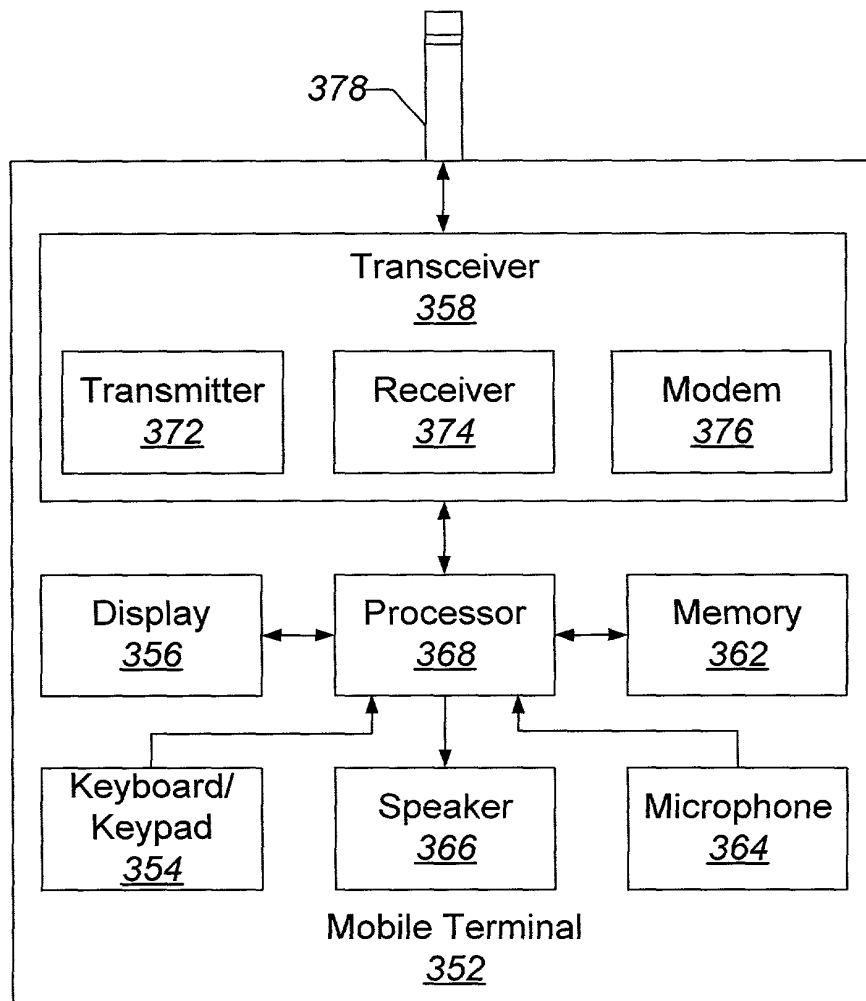 378
Transceiver
358
Transmitter
372
Receiver
374
Modem
376
Display
356
Processor
368
Memory
362
Keyboard/
Keypad
354
Speaker
366
Microphone
364
Mobile Terminal
352